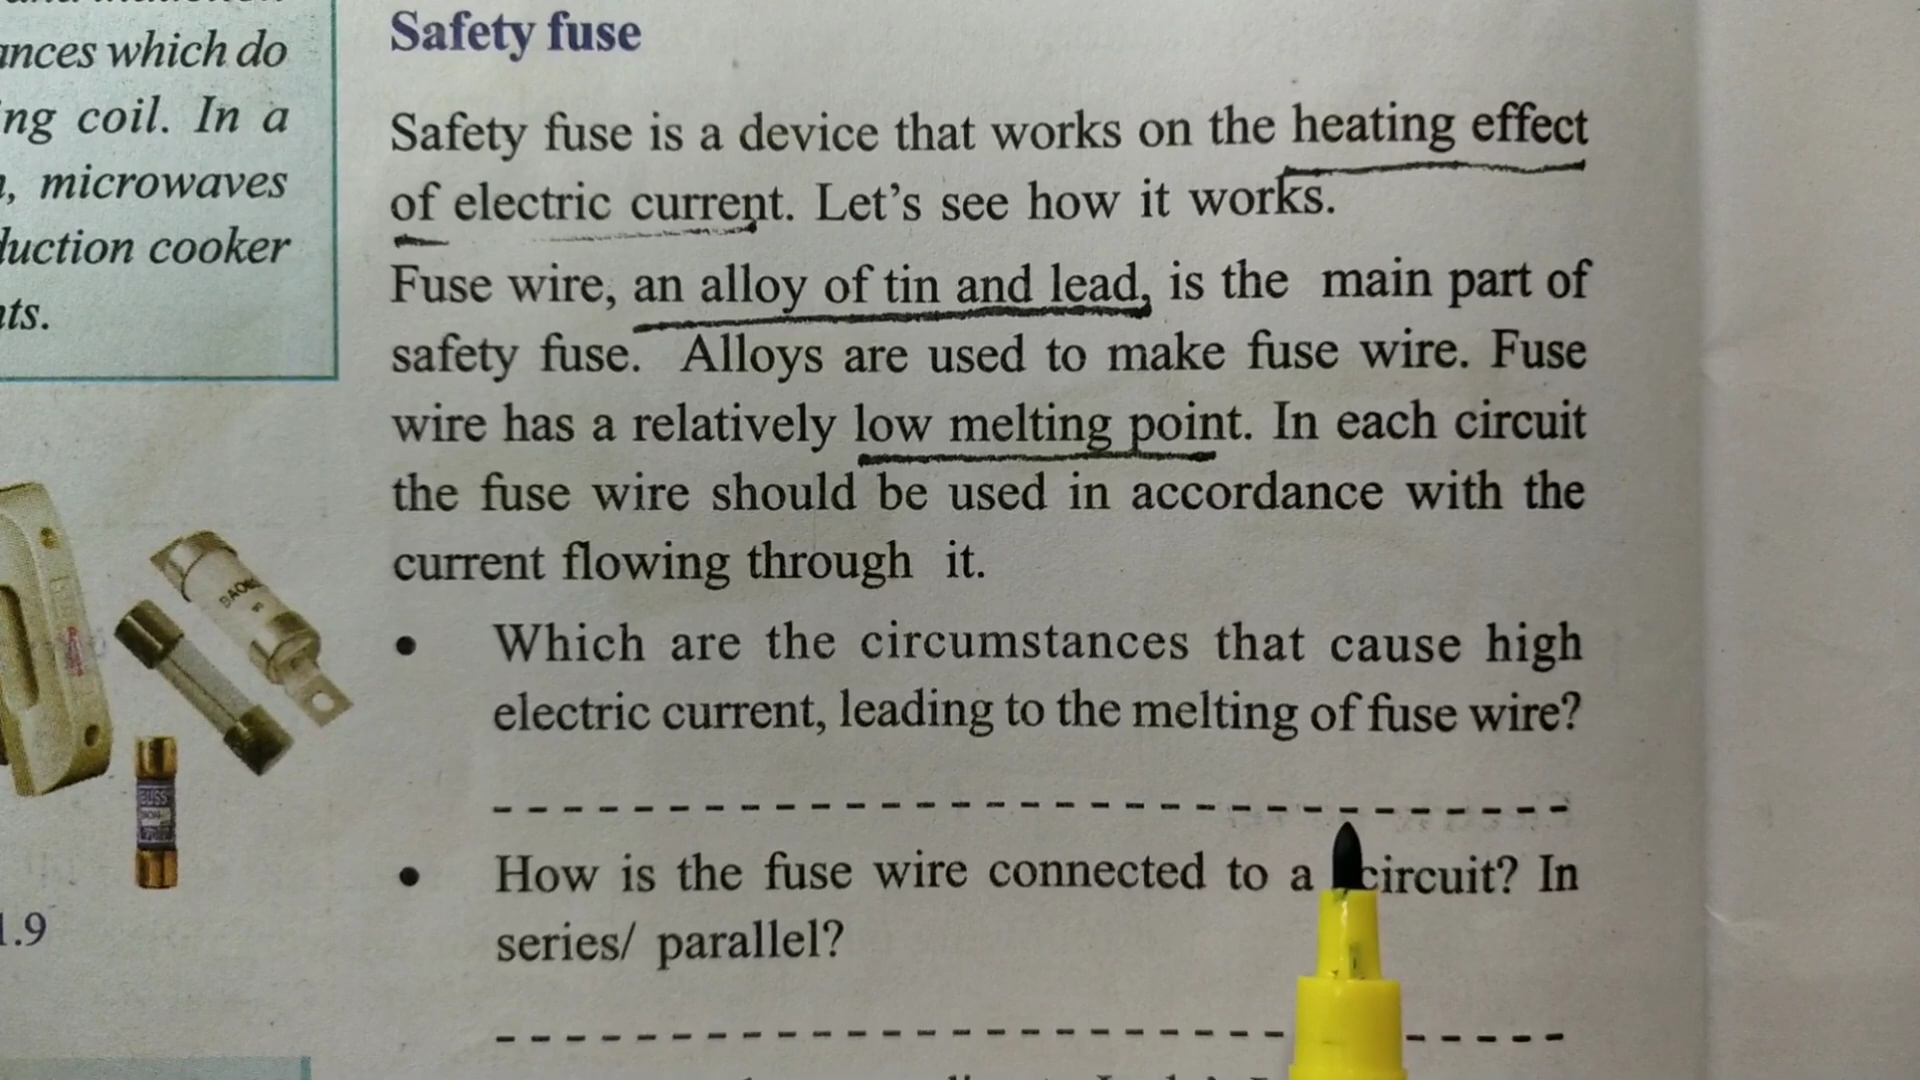 ances which do
ing coil. In a
, microwaves
duction cooker
nts.
1.9
Safety fuse
Safety fuse is a device that works on the heating effect
of electric current. Let’s see how it works.
Fuse wire, an alloy of tin and lead, is the main part of
safety fuse. Alloys are used to make fuse wire. Fuse
wire has a relatively low melting point. In each circuit
the fuse wire should be used in accordance with the
current flowing through it.
• Which are the circumstances that cause high
electric current, leading to the melting of fuse wire?
• How is the fuse wire connected to a circuit? In
series/ parallel?
BUSS